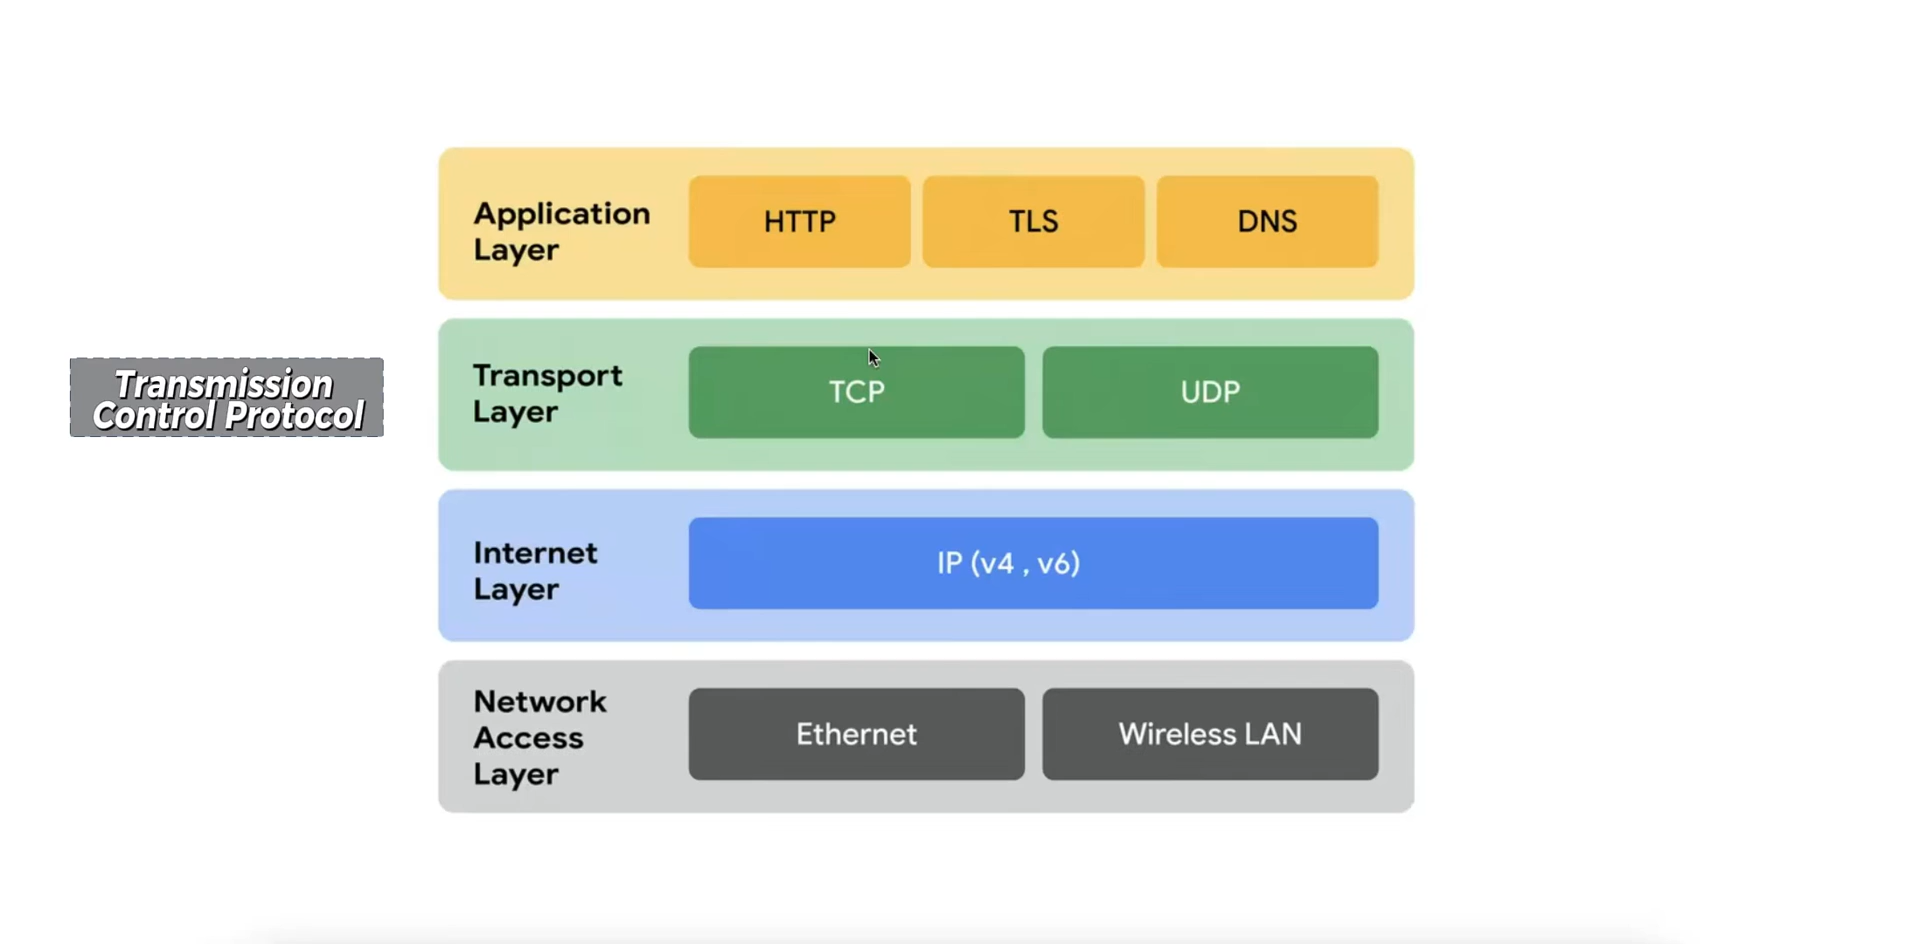 Application
Layer
HTTP
TLS
DNS
Transmission
Control Protocol
Transport
Layer
TCP
UDP
Internet
Layer
IP (v4 , v6)
Network
Access
Layer
Ethernet
Wireless LAN